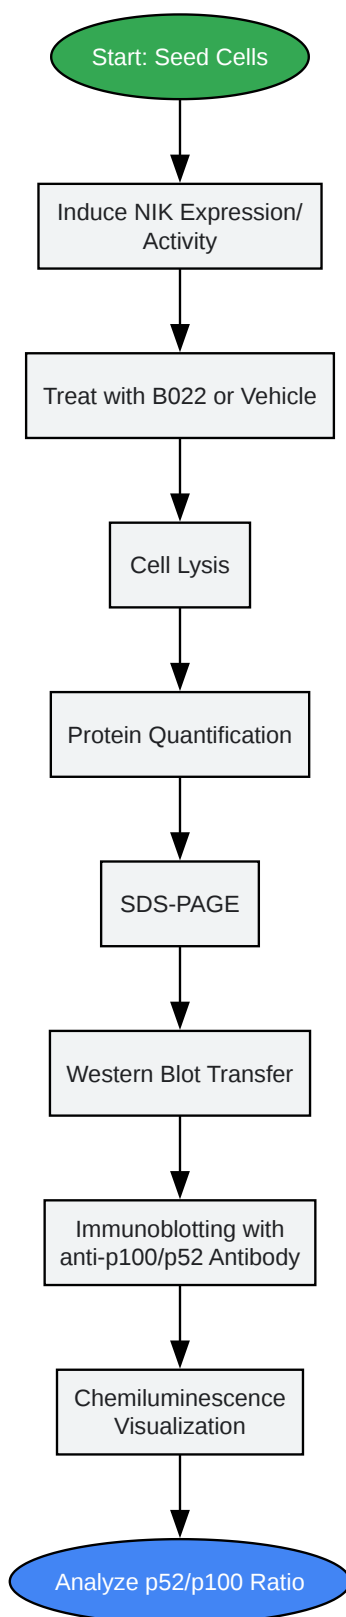 Start: Seed Cells
Induce NIK Expression/
Activity
Treat with B022 or Vehicle
Cell Lysis
Protein Quantification
SDS-PAGE
Western Blot Transfer
Immunoblotting with
anti-p100/p52 Antibody
Chemiluminescence
Visualization
Analyze p52/p100 Ratio